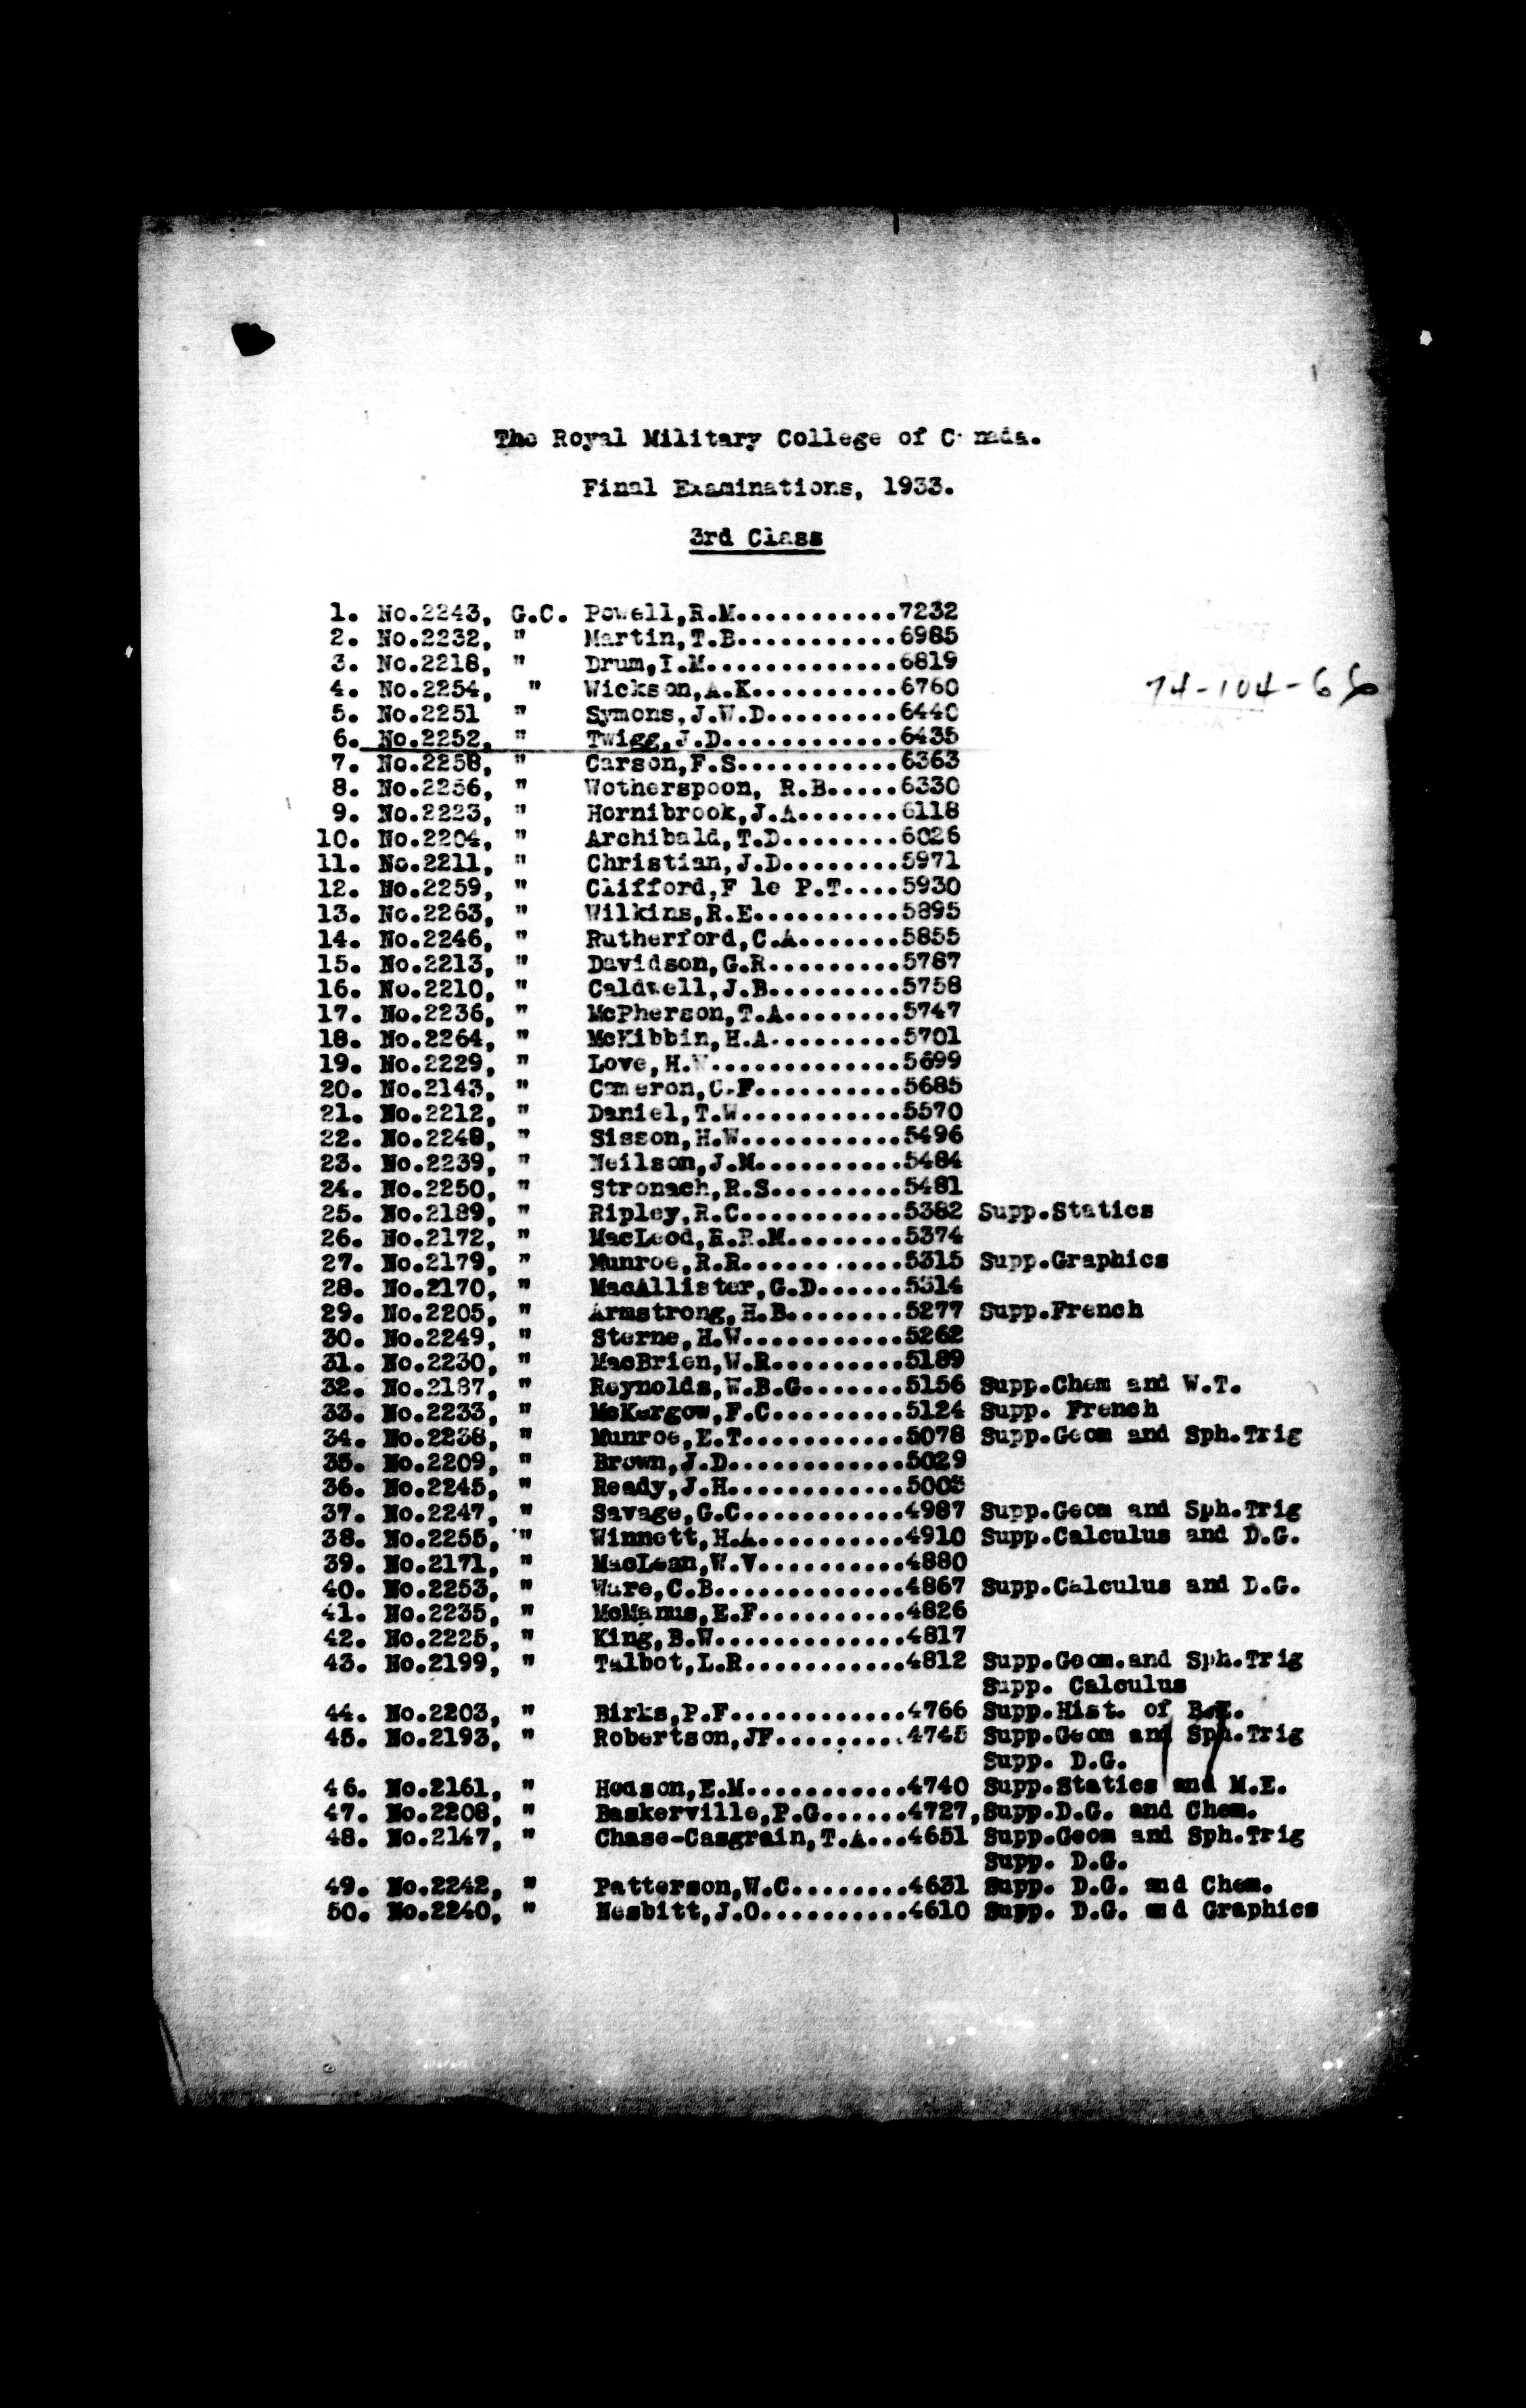 The Royal Military College of Canada.
Final Examinations, 1933.
3rd Class
1. No.2243, G.C. Powell,R.M...........7232
2. No.2232, " Martin,T.B...........6985
3. No.2218, " Drum,I.M.............6819
4. No.2254, " Wickson,A.K..........6760
74-104-66
5. No.2251 " Symons,J.W.D.........6440
6. No.2252, " Twigg,J.D............6435
7. No.2258, " Carson,F.S...........6363
8. No.2256, " Wotherspoon, R.B.....6330
9. No.2223, " Hornibrook,J.A.......6118
10. No.2204, " Archibald,T.D........6026
11. No.2211, " Christian,J.D........5971
12. No.2259, " Clifford,F le P.T....5930
13. No.2263, " Wilkins,R.E..........5895
14. No.2246, " Rutherford,C.A.......5855
15. No.2213, " Davidson,G.R.........5787
16. No.2210, " Caldwell,J.B.........5758
17. No.2236, " McPherson,T.A........5747
18. No.2264, " McKibbin,H.A.........5701
19. No.2229, " Love,H.W.............5699
20. No.2143, " Cameron,C.F..........5685
21. No.2212, " Daniel,T.W...........5570
22. No.2248, " Sisson,H.W...........5496
23. No.2239, " Neilson,J.M..........5484
24. No.2250, " Stronach,R.S.........5481
25. No.2189, " Ripley,R.C...........5382 Supp.Statics
26. No.2172, " MacLeod,R.R.M........5374
27. No.2179, " Munroe,R.R...........5315 Supp.Graphics
28. No.2170, " MacAllister,G.D......5314
29. No.2205, " Armstrong,H.B........5277 Supp.French
30. No.2249, " Sterne,H.W...........5262
31. No.2230, " MacBrien,W.R.........5189
32. No.2187, " Reynolds,W.B.G.......5156 Supp.Chem and W.T.
33. No.2233, " McKergow,F.C.........5124 Supp. French
34. No.2238, " Munroe,E.T...........5078 Supp.Geom and Sph.Trig
35. No.2209, " Brown,J.D............5029
36. No.2245, " Ready,J.H............5005
37. No.2247, " Savage,G.C...........4987 Supp.Geom and Sph.Trig
38. No.2255, " Winnett,H.A..........4910 Supp.Calculus and D.G.
39. No.2171, " MacLean,W.V..........4880
40. No.2253, " Ware,C.B.............4867 Supp.Calculus and D.G.
41. No.2235, " McManus,E.F..........4826
42. No.2225, " King,B.W.............4817
43. No.2199, " Talbot,L.R...........4812 Supp.Geom.and Sph.Trig
Supp. Calculus
44. No.2203, " Birks,P.F............4766 Supp.Hist. of B.E.
45. No.2193, " Robertson,JF.........4745 Supp.Geom and Sph.Trig
Supp. D.G.
46. No.2161, " Hodson,E.M...........4740 Supp.Statics and M.E.
47. No.2208, " Baskerville,P.G......4727,Supp.D.G. and Chem.
48. No.2147, " Chase-Casgrain,T.A...4651 Supp.Geom and Sph.Trig
Supp. D.G.
49. No.2242, " Patterson,W.C........4631 Supp. D.G. and Chem.
50. No.2240, " Nesbitt,J.O..........4610 Supp. D.G. and Graphics